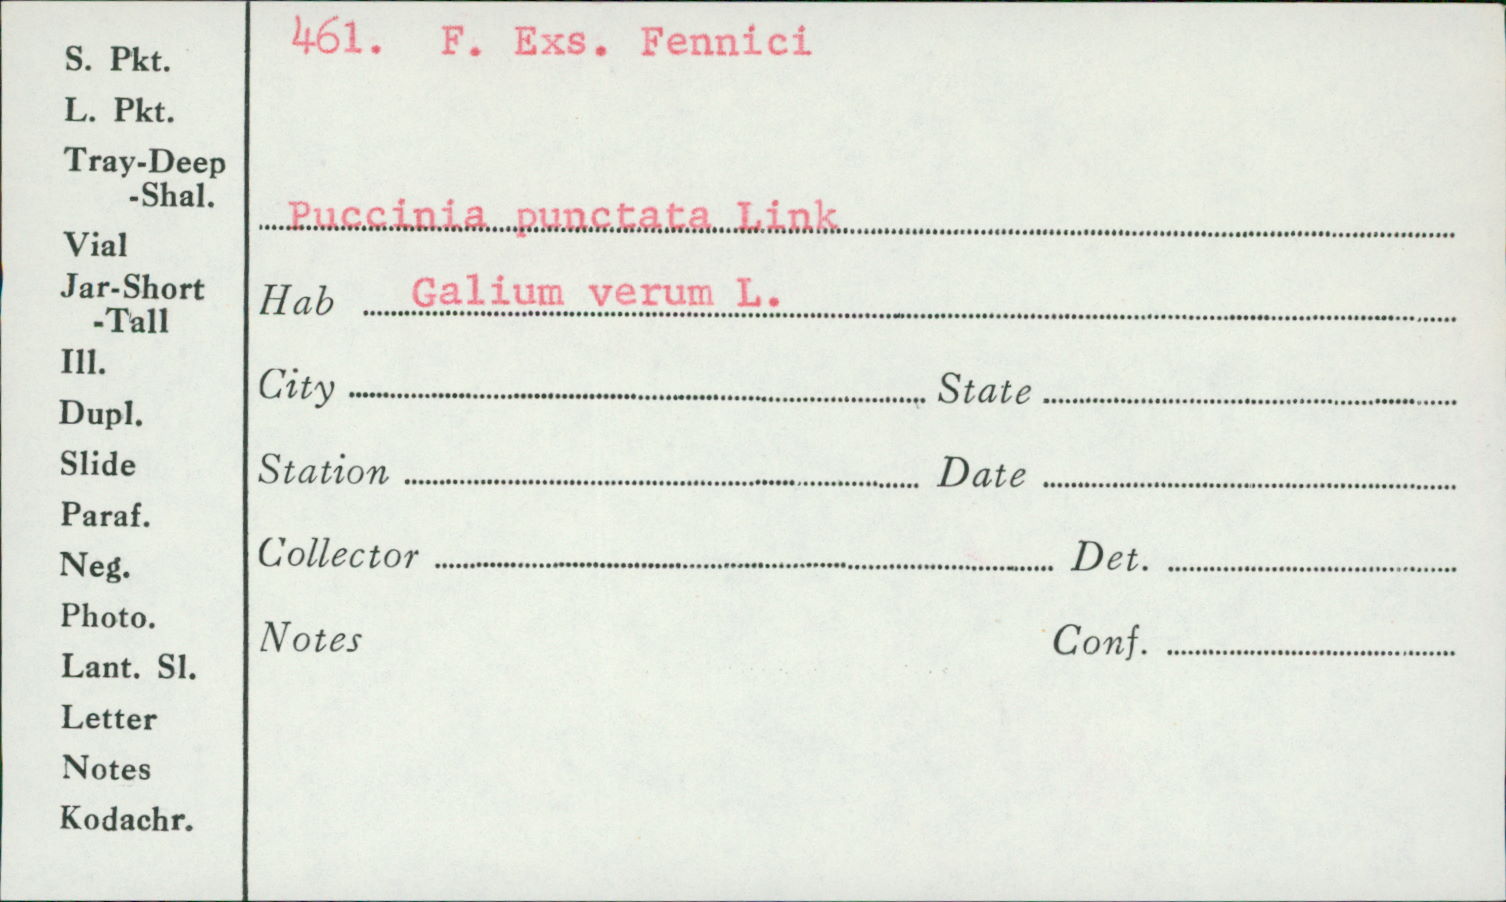 461. F. Exs. Fennici
Puccinia punctata Link
Hab Galium verum L.
City State
Station Date
Collector Det.
Notes Conf.
S. Pkt.
L. Pkt.
Tray-Deep
-Shal.
Vial
Jar-Short
-Tall
Ill.
Dupl.
Slide
Paraf.
Neg.
Photo.
Lant. Sl.
Letter
Notes
Kodachr.